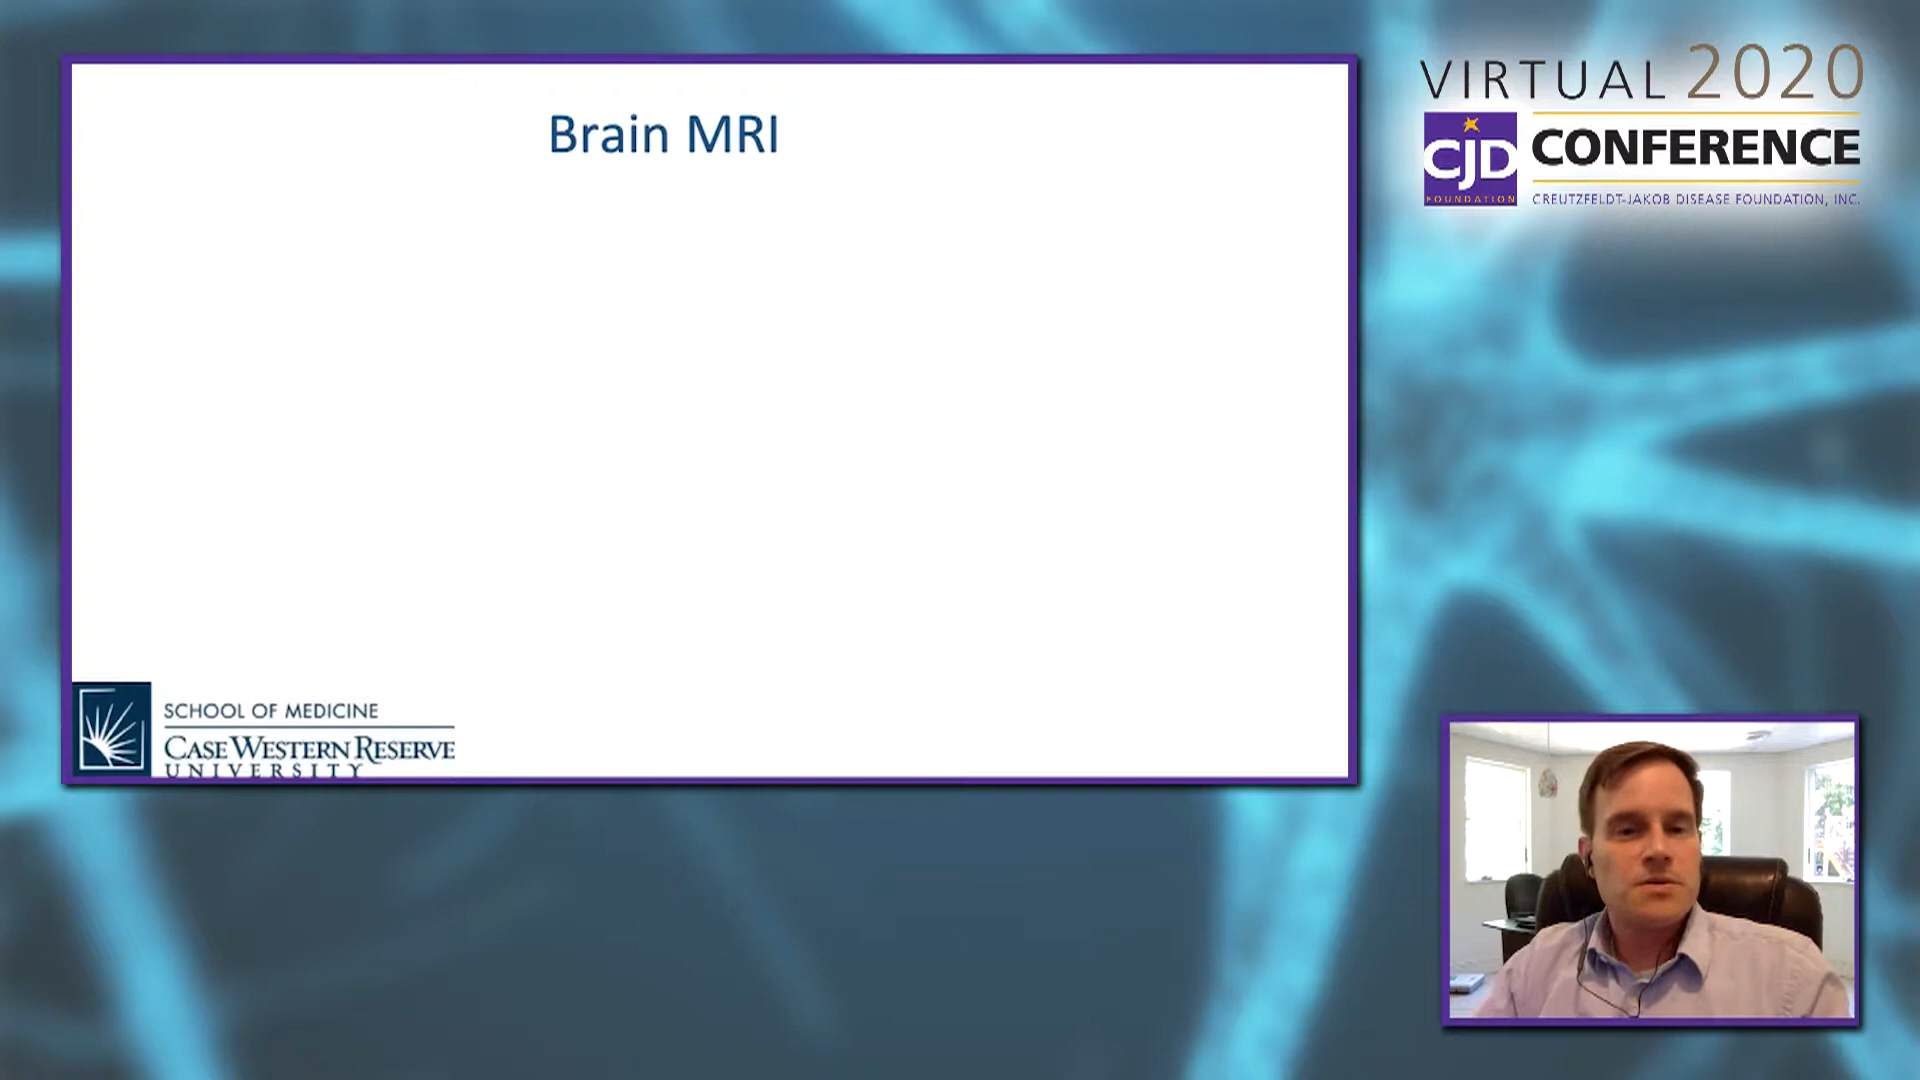 Brain MRI
VIRTUAL 2020
CJD
FOUNDATION
CONFERENCE
CREUTZFELDT-JAKOB DISEASE FOUNDATION, INC.
SCHOOL OF MEDICINE
CASE WESTERN RESERVE
UNIVERSITY